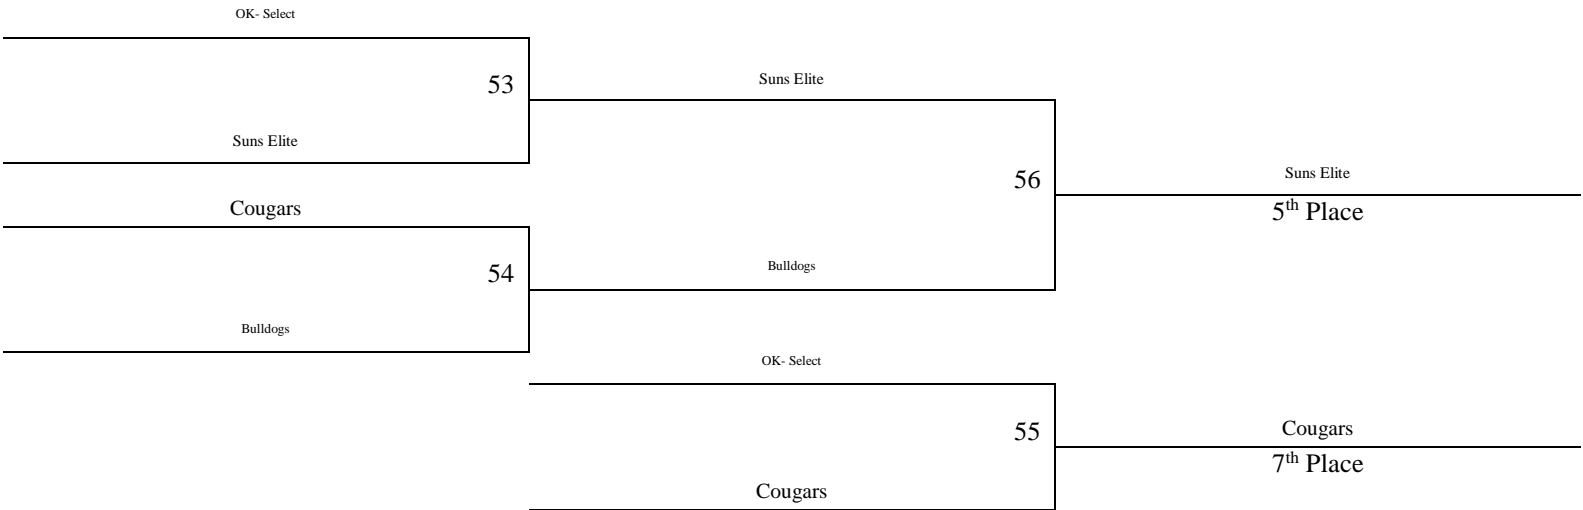 OK- Select
53
Suns Elite
Suns Elite
Cougars
56
Suns Elite
5th Place
54
Bulldogs
Bulldogs
OK- Select
55
Cougars
7th Place
Cougars